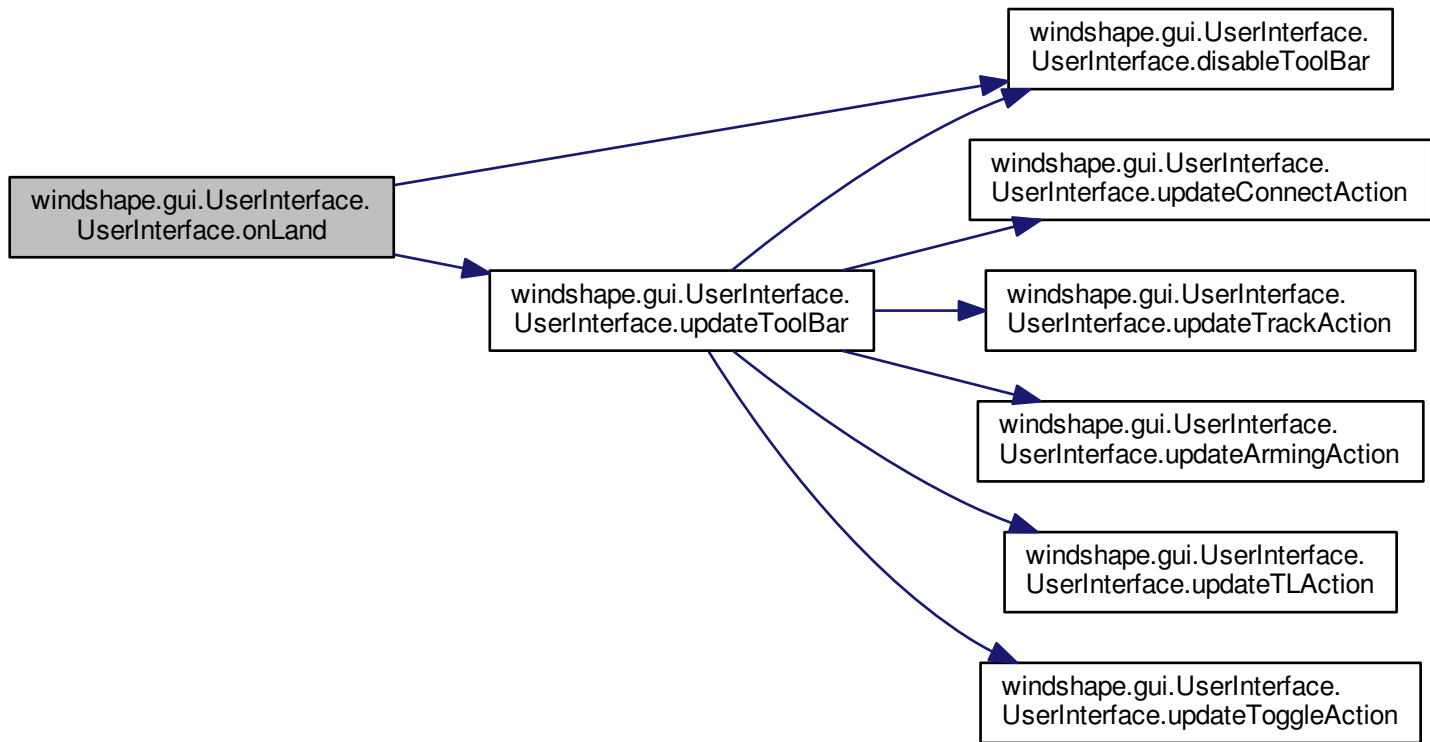 windshape.gui.UserInterface.
UserInterface.disableToolBar
windshape.gui.UserInterface.
UserInterface.updateConnectAction
windshape.gui.UserInterface.
UserInterface.onLand
windshape.gui.UserInterface.
UserInterface.updateToolBar
windshape.gui.UserInterface.
UserInterface.updateTrackAction
windshape.gui.UserInterface.
UserInterface.updateArmingAction
windshape.gui.UserInterface.
UserInterface.updateTLAction
windshape.gui.UserInterface.
UserInterface.updateToggleAction